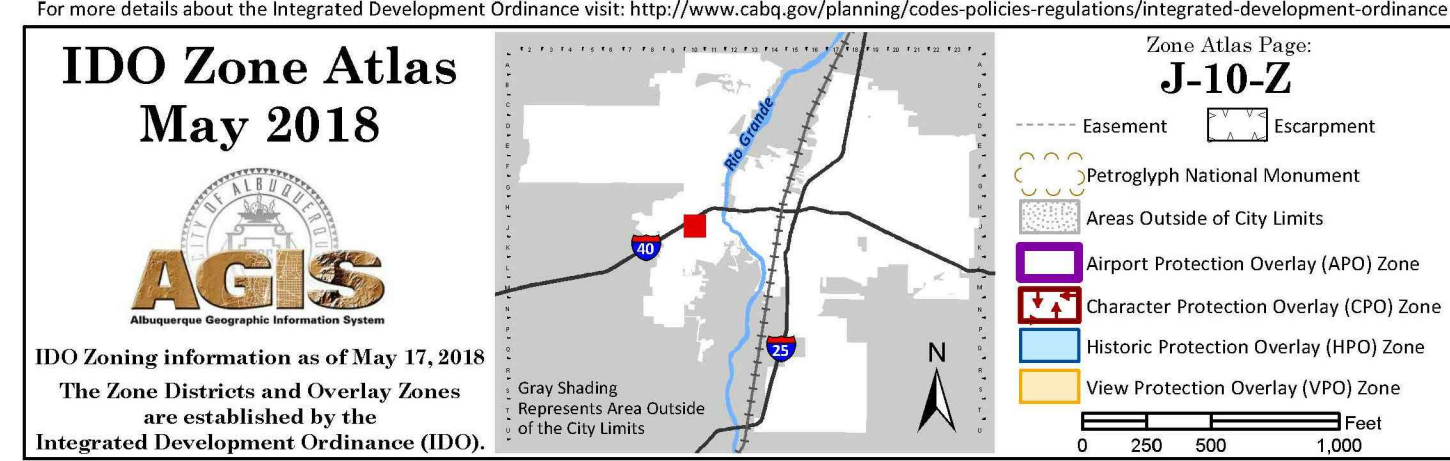 For more details about the Integrated Development Ordinance visit: http://www.cabq.gov/planning/codes-policies-regulations/integrated-development-ordinance
IDO Zone Atlas
May 2018
CITY OF ALBUQUERQUE
AGIS
Albuquerque Geographic Information System
IDO Zoning information as of May 17, 2018
The Zone Districts and Overlay Zones
are established by the
Integrated Development Ordinance (IDO).
Rio Grande
40
25
Gray Shading
Represents Area Outside
of the City Limits
N
Zone Atlas Page:
J-10-Z
Easement
Escarpment
Petroglyph National Monument
Areas Outside of City Limits
Airport Protection Overlay (APO) Zone
Character Protection Overlay (CPO) Zone
Historic Protection Overlay (HPO) Zone
View Protection Overlay (VPO) Zone
Feet
0 250 500 1,000